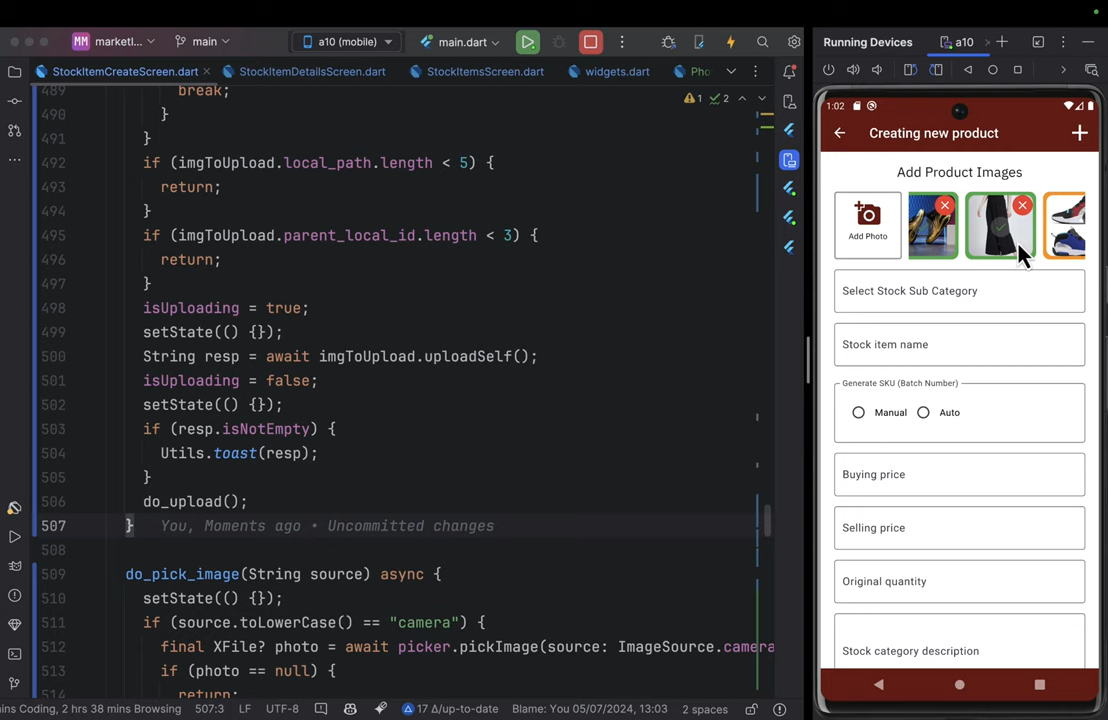 MM marketl...
main
a10 (mobile)
main.dart
Running Devices
a10
StockItemCreateScreen.dart
StockItemDetailsScreen.dart
StockItemsScreen.dart
widgets.dart
Pho
1
2
489 break;
490 }
491 }
492 if (imgToUpload.local_path.length < 5) {
493 return;
494 }
495 if (imgToUpload.parent_local_id.length < 3) {
496 return;
497 }
498 isUploading = true;
499 setState(() {});
500 String resp = await imgToUpload.uploadSelf();
501 isUploading = false;
502 setState(() {});
503 if (resp.isNotEmpty) {
504 Utils.toast(resp);
505 }
506 do_upload();
507 } You, Moments ago • Uncommitted changes
508
509 do_pick_image(String source) async {
510 setState(() {});
511 if (source.toLowerCase() == "camera") {
512 final XFile? photo = await picker.pickImage(source: ImageSource.camera
513 if (photo == null) {
514 return;
1:02
Creating new product
Add Product Images
Add Photo
Select Stock Sub Category
Stock item name
Generate SKU (Batch Number)
Manual
Auto
Buying price
Selling price
Original quantity
Stock category description
ns Coding, 2 hrs 38 mins Browsing
507:3
LF
UTF-8
17 Δ/up-to-date
Blame: You 05/07/2024, 13:03
2 spaces